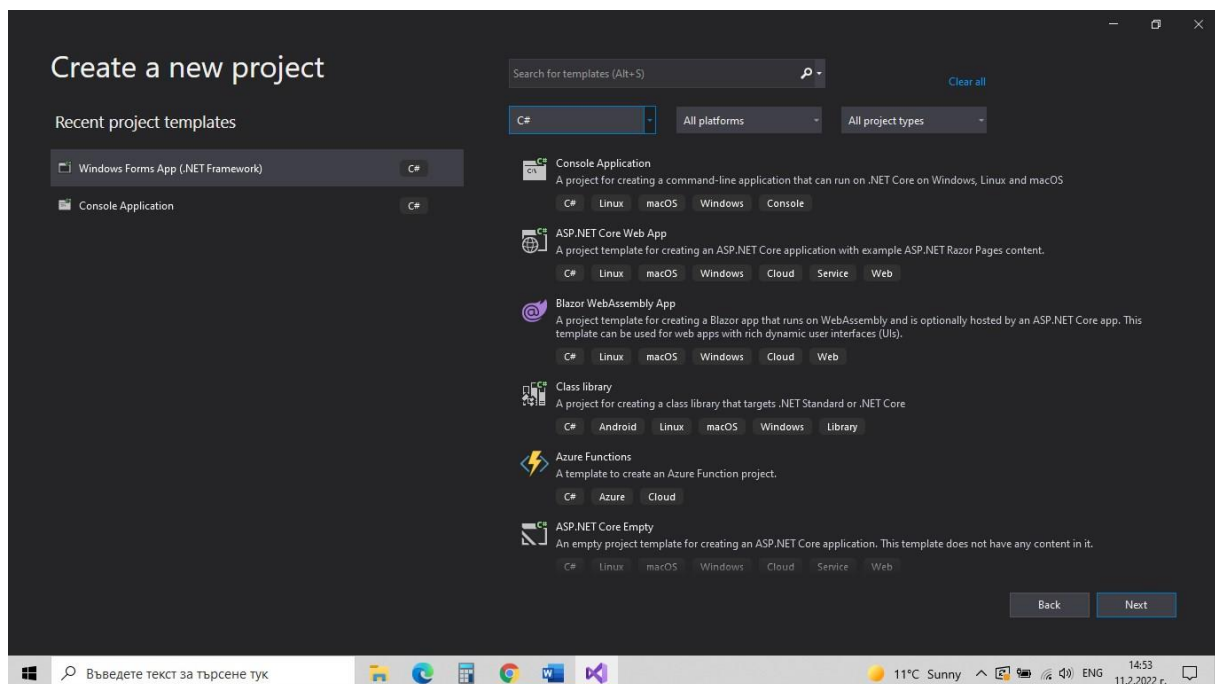 Create a new project
Recent project templates
Windows Forms App (.NET Framework) C#
Console Application C#
Search for templates (Alt+S)
Clear all
C# All platforms All project types
Console Application
A project for creating a command-line application that can run on .NET Core on Windows, Linux and macOS
C# Linux macOS Windows Console
ASP.NET Core Web App
A project template for creating an ASP.NET Core application with example ASP.NET Razor Pages content.
C# Linux macOS Windows Cloud Service Web
Blazor WebAssembly App
A project template for creating a Blazor app that runs on WebAssembly and is optionally hosted by an ASP.NET Core app. This
template can be used for web apps with rich dynamic user interfaces (UIs).
C# Linux macOS Windows Cloud Web
Class library
A project for creating a class library that targets .NET Standard or .NET Core
C# Android Linux macOS Windows Library
Azure Functions
A template to create an Azure Function project.
C# Azure Cloud
ASP.NET Core Empty
An empty project template for creating an ASP.NET Core application. This template does not have any content in it.
C# Linux macOS Windows Cloud Service Web
Back Next
Въведете текст за търсене тук
11°C Sunny ENG
14:53
11.2.2022 г.